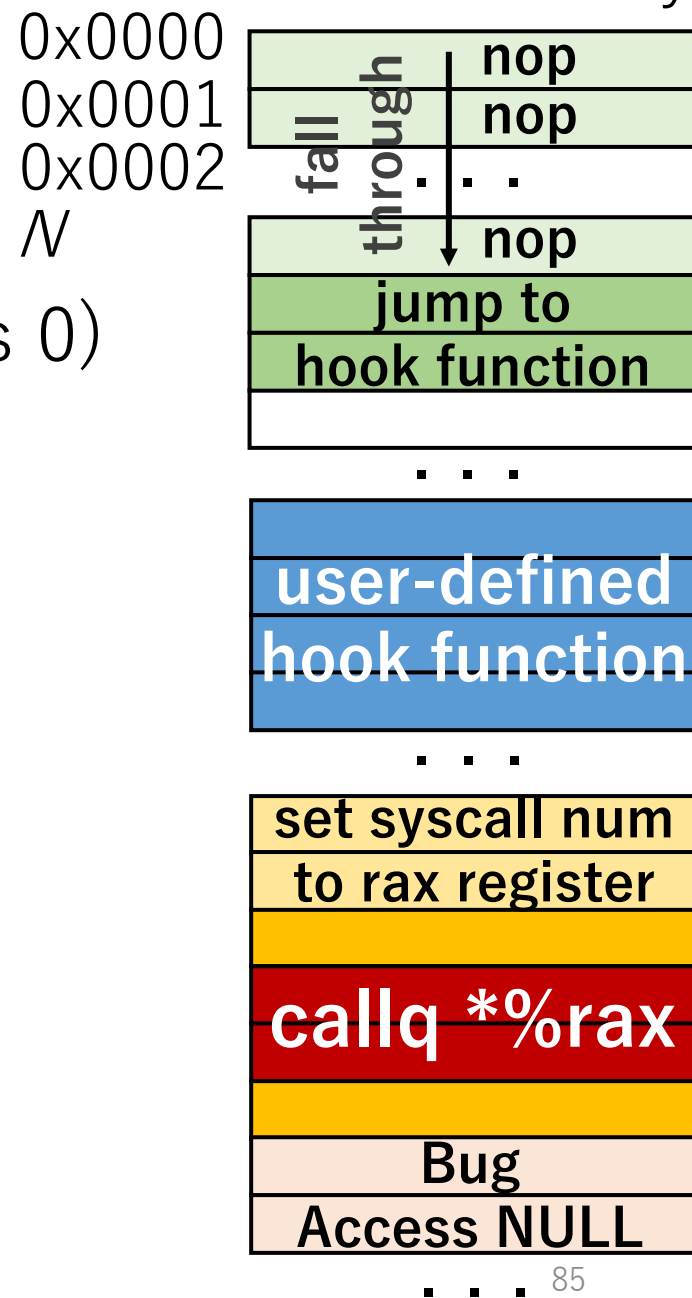 0x0000
nop
0x0001
nop
0x0002
. . .
fall
through
N
nop
s 0)
jump to
hook function
. . .
user-defined
hook function
. . .
set syscall num
to rax register
callq *%rax
Bug
Access NULL
. . .
85